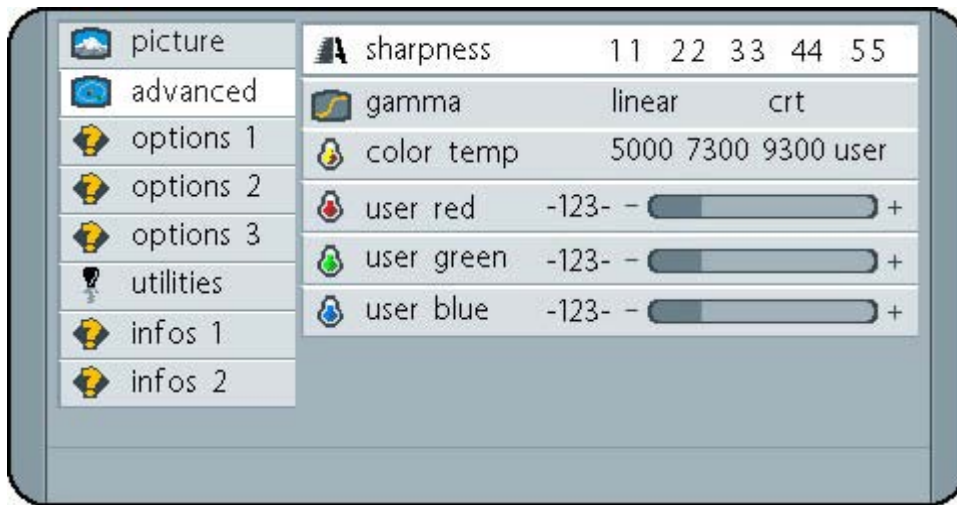 picture
advanced
options 1
options 2
options 3
utilities
infos 1
infos 2
sharpness 11 22 33 44 55
gamma linear crt
color temp 5000 7300 9300 user
user red -123- - +
user green -123- - +
user blue -123- - +